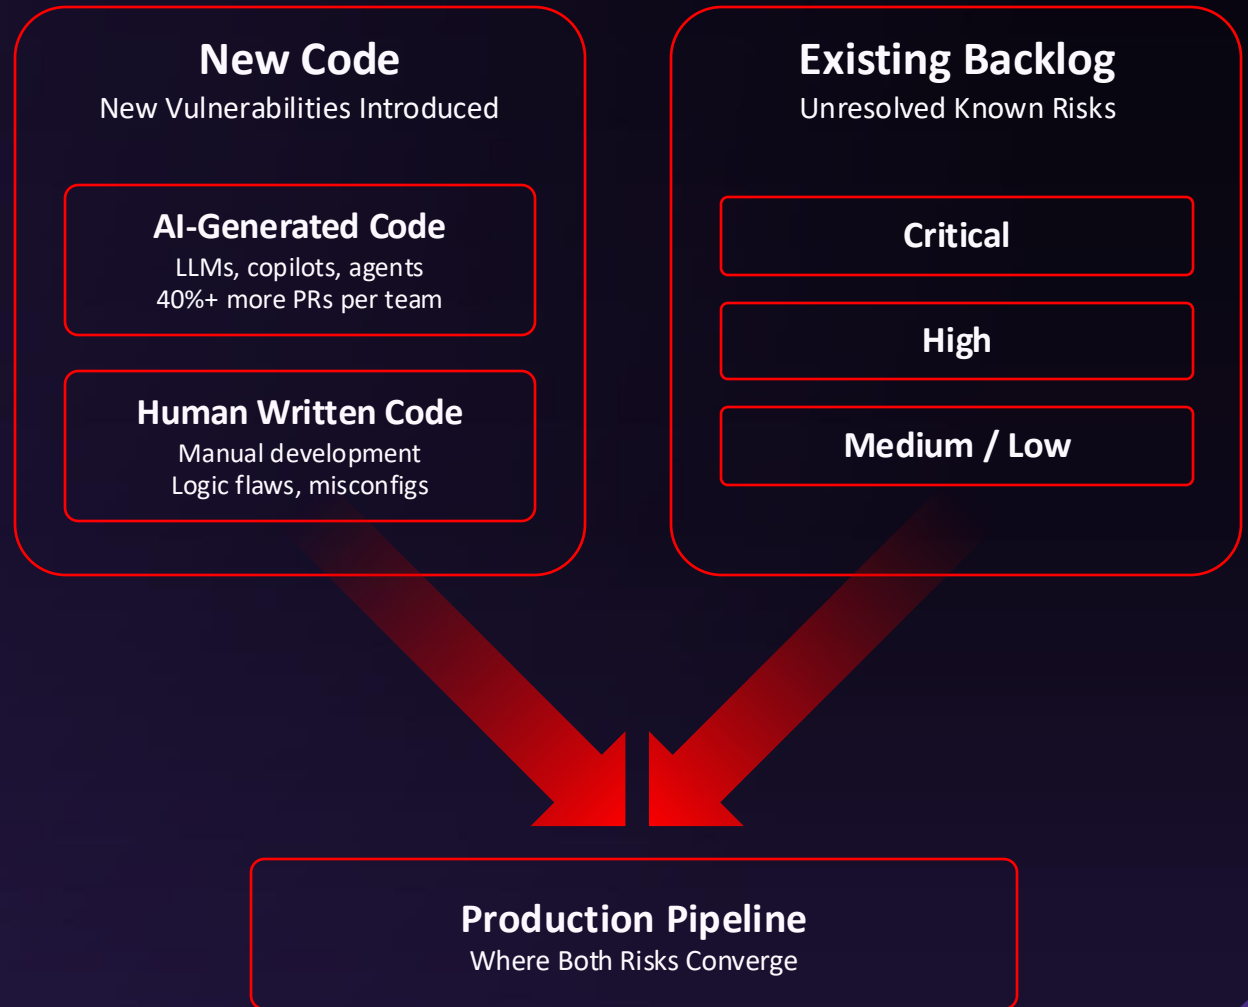 New Code
New Vulnerabilities Introduced
AI-Generated Code
LLMs, copilots, agents
40%+ more PRs per team
Human Written Code
Manual development
Logic flaws, misconfigs
Existing Backlog
Unresolved Known Risks
Critical
High
Medium / Low
Production Pipeline
Where Both Risks Converge